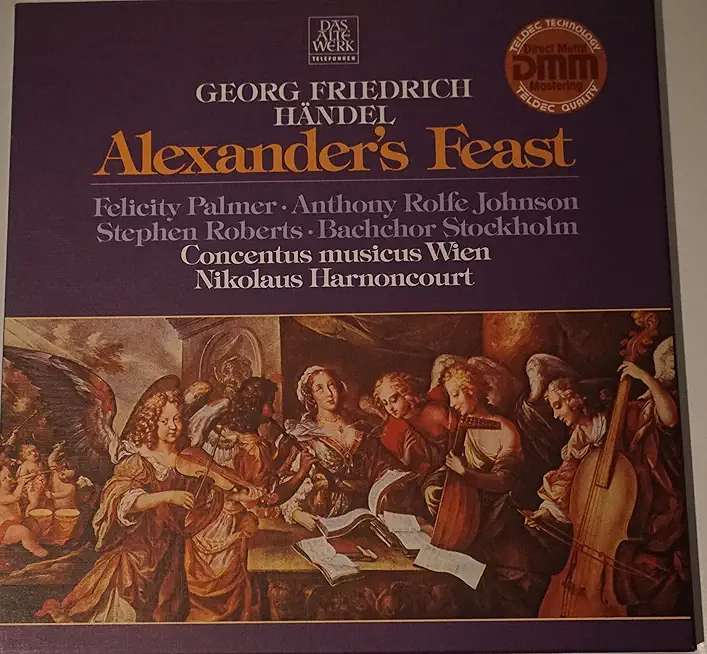 DAS
ALTE
WERK
TELEFUNKEN
TELDEC TECHNOLOGY
Direct Metal
DMM
Mastering
TELDEC QUALITY
GEORG FRIEDRICH
HÄNDEL
Alexander's Feast
Felicity Palmer · Anthony Rolfe Johnson
Stephen Roberts · Bachchor Stockholm
Concentus musicus Wien
Nikolaus Harnoncourt